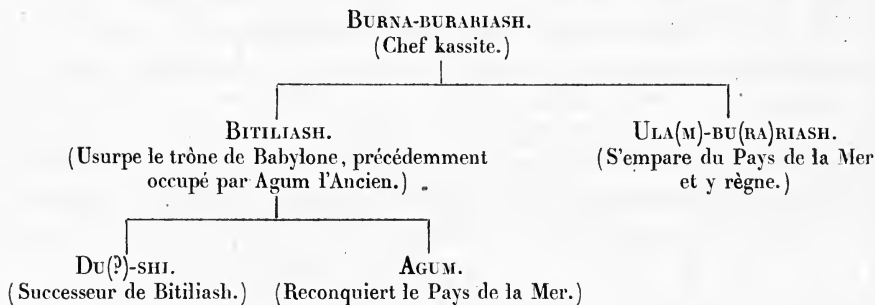 BURNA-BURARIASH.
(Chef kassite.)
BITILIASH.
(Usurpe le trône de Babylone, précédemment
occupé par Agum l'Ancien.)
ULA(M)-BU(RA)RIASH.
(S'empare du Pays de la Mer
et y règne.)
DU(?)-SHI.
(Successeur de Bitiliash.)
AGUM.
(Reconquiert le Pays de la Mer.)